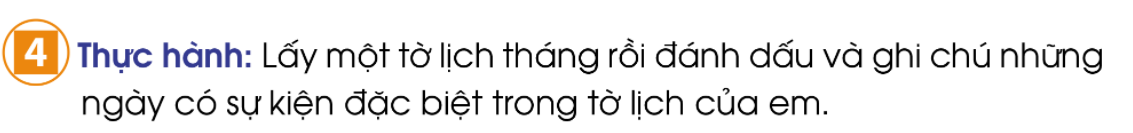 4 Thực hành: Lấy một tờ lịch tháng rồi đánh dấu và ghi chú những
ngày có sự kiện đặc biệt trong tờ lịch của em.